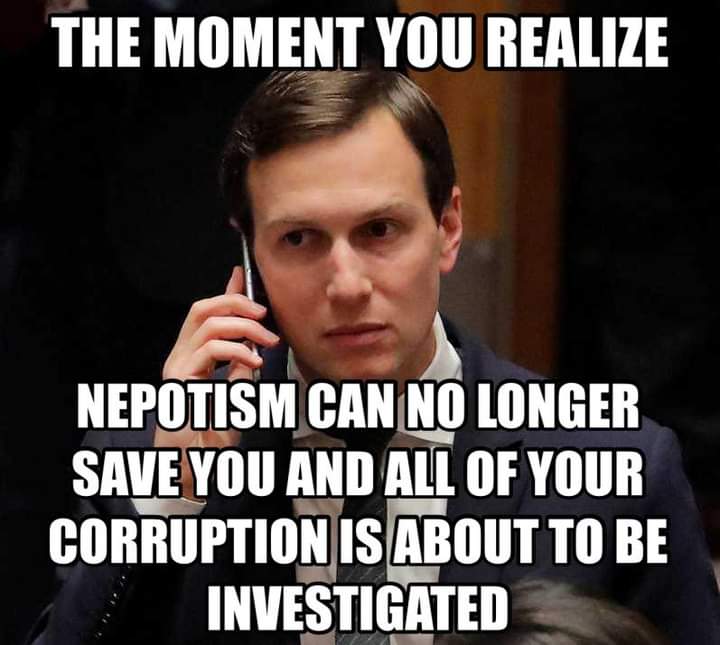 THE MOMENT YOU REALIZE
NEPOTISM CAN NO LONGER
SAVE YOU AND ALL OF YOUR
CORRUPTION IS ABOUT TO BE
INVESTIGATED